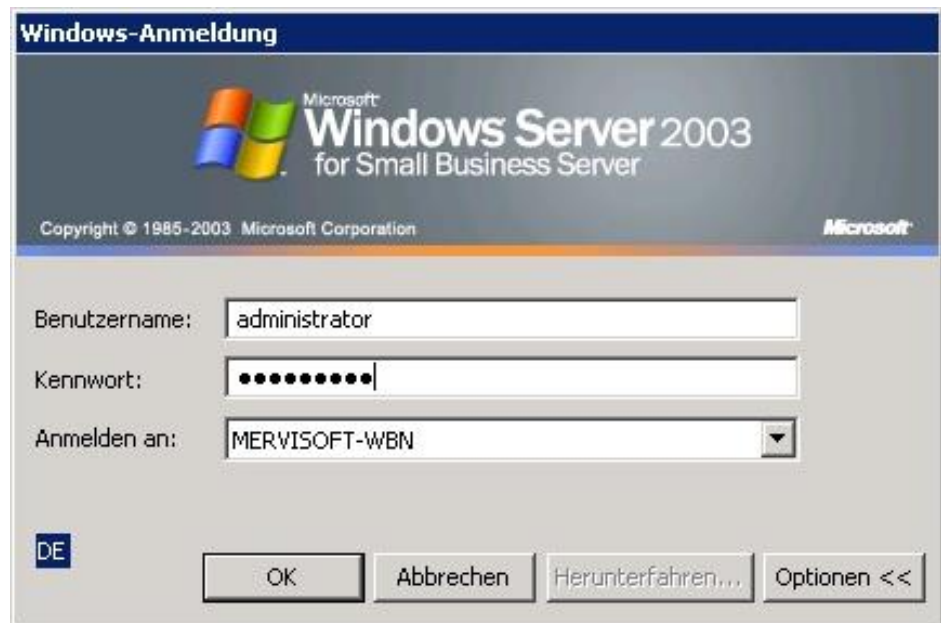 Windows-Anmeldung
Microsoft
Windows Server 2003
for Small Business Server
Copyright © 1985-2003 Microsoft Corporation
Microsoft
Benutzername: administrator
Kennwort: ●●●●●●●●●
Anmelden an: MERVISOFT-WBN
DE
OK Abbrechen Herunterfahren... Optionen <<